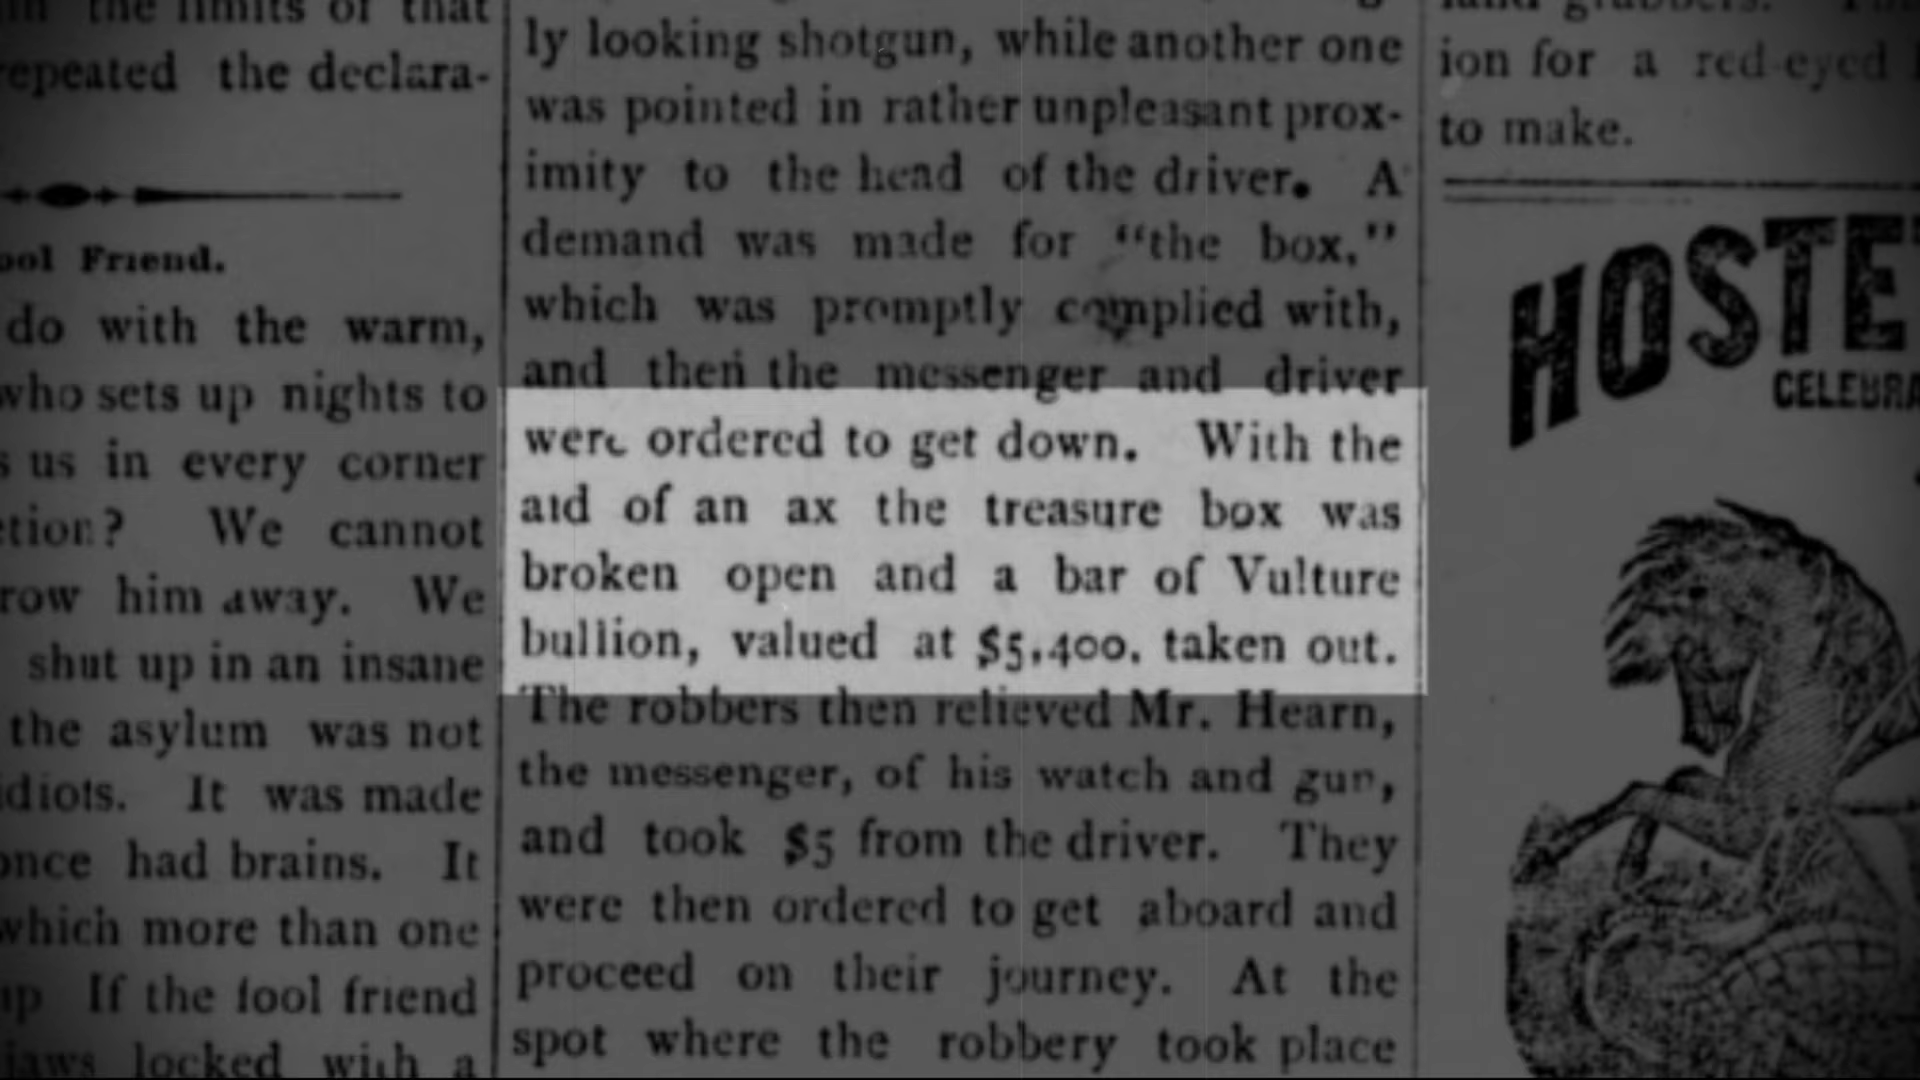 the limits of that
repeated the declara-
Friend.
do with the warm,
who sets up nights to
us in every corner
We cannot
him away. We
shut up in an insane
the asylum was not
idiots. It was made
once had brains. It
which more than one
If the fool friend
jaws locked with a
ly looking shotgun, while another one
was pointed in rather unpleasant prox-
imity to the head of the driver. A
demand was made for "the box,"
which was promptly complied with,
and then the messenger and driver
were ordered to get down. With the
aid of an ax the treasure box was
broken open and a bar of Vulture
bullion, valued at $5,400, taken out.
The robbers then relieved Mr. Hearn,
the messenger, of his watch and gun,
and took $5 from the driver. They
were then ordered to get aboard and
proceed on their journey. At the
spot where the robbery took place
ion for a red-eyed
to make.
HOSTE
CELEBRA